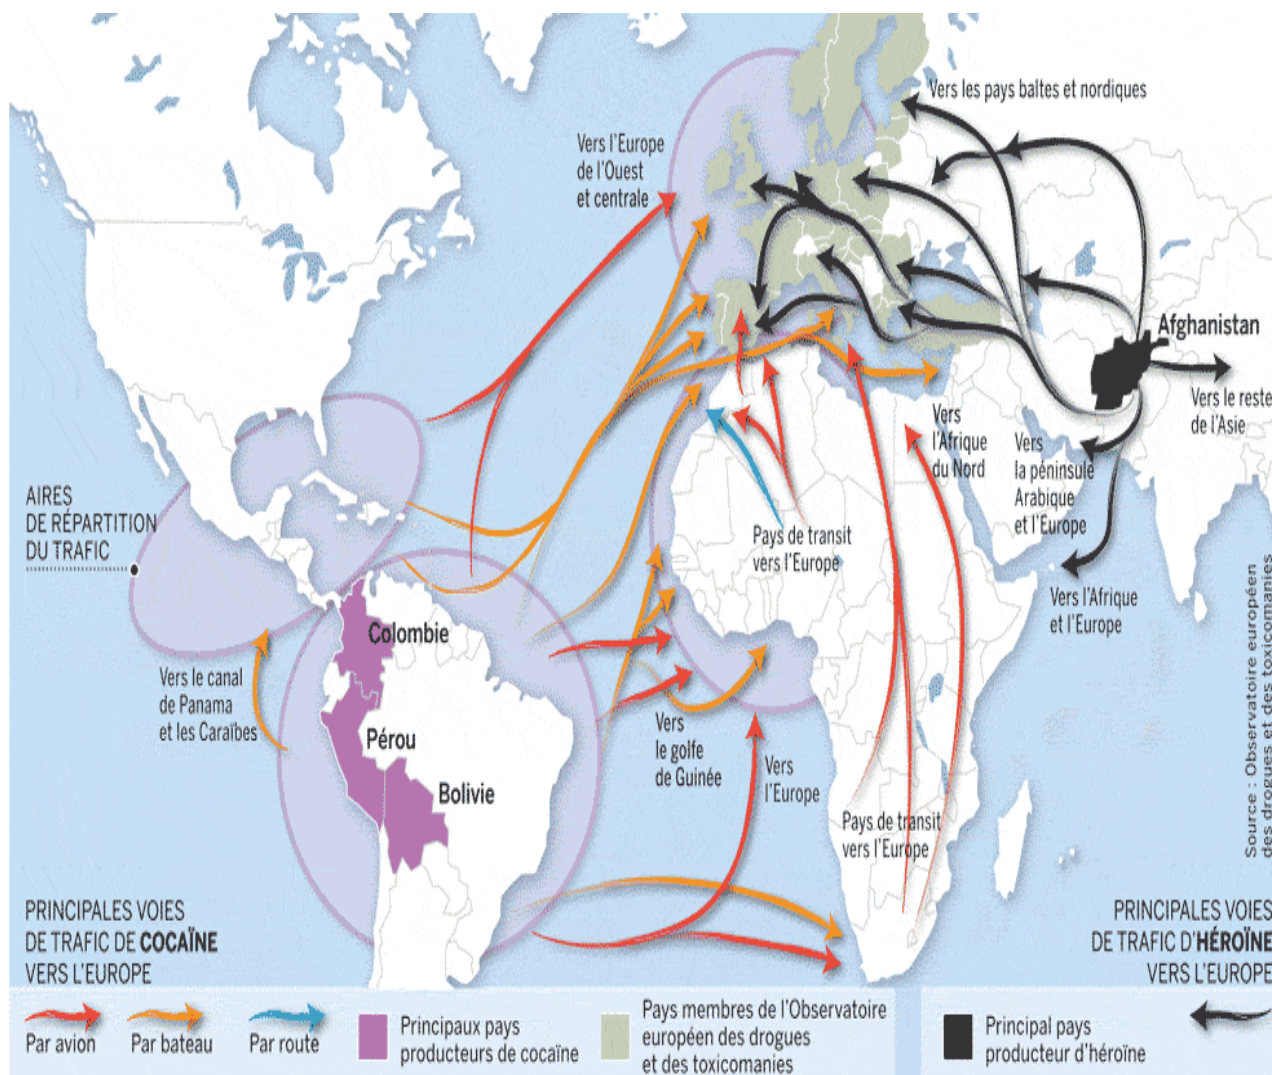 Vers les pays baltes et nordiques
Vers l'Europe
de l'Ouest
et centrale
Afghanistan
Vers le reste
de l'Asie
Vers
l'Afrique
du Nord
Vers
la péninsule
Arabique
et l'Europe
AIRES
DE RÉPARTITION
DU TRAFIC
Pays de transit
vers l'Europe
Vers l'Afrique
et l'Europe
Colombie
Vers le canal
de Panama
et les Caraïbes
Pérou
Vers
le golfe
de Guinée
Vers
l'Europe
Bolivie
Pays de transit
vers l'Europe
Source : Observatoire européen
des drogues et des toxicomanies
PRINCIPALES VOIES
DE TRAFIC DE COCAÏNE
VERS L'EUROPE
PRINCIPALES VOIES
DE TRAFIC D'HÉROÏNE
VERS L'EUROPE
Par avion
Par bateau
Par route
Principaux pays
producteurs de cocaïne
Pays membres de l'Observatoire
européen des drogues
et des toxicomanies
Principal pays
producteur d'héroïne